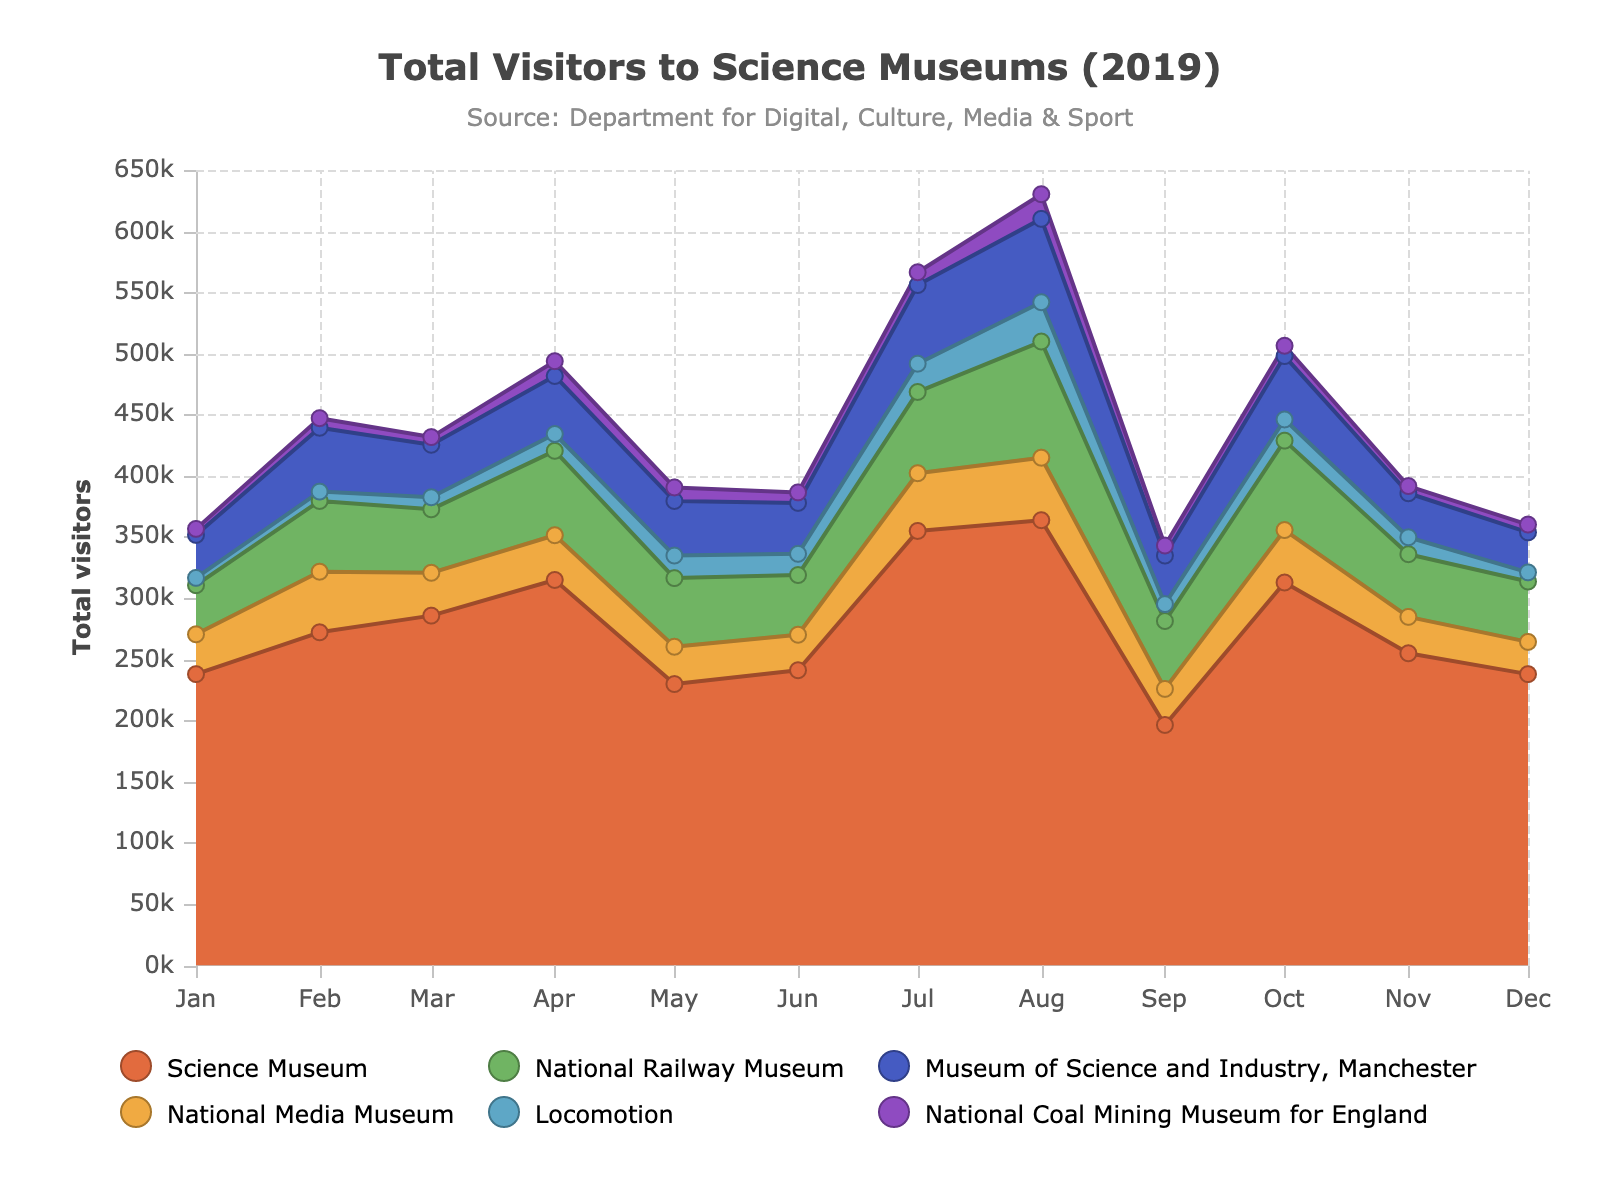 Total Visitors to Science Museums (2019)
Source: Department for Digital, Culture, Media & Sport
650k
600k
550k
500k
450k
400k
350k
300k
250k
200k
150k
100k
50k
0k
Total visitors
Jan Feb Mar Apr May Jun Jul Aug Sep Oct Nov Dec
Science Museum National Railway Museum Museum of Science and Industry, Manchester
National Media Museum Locomotion National Coal Mining Museum for England